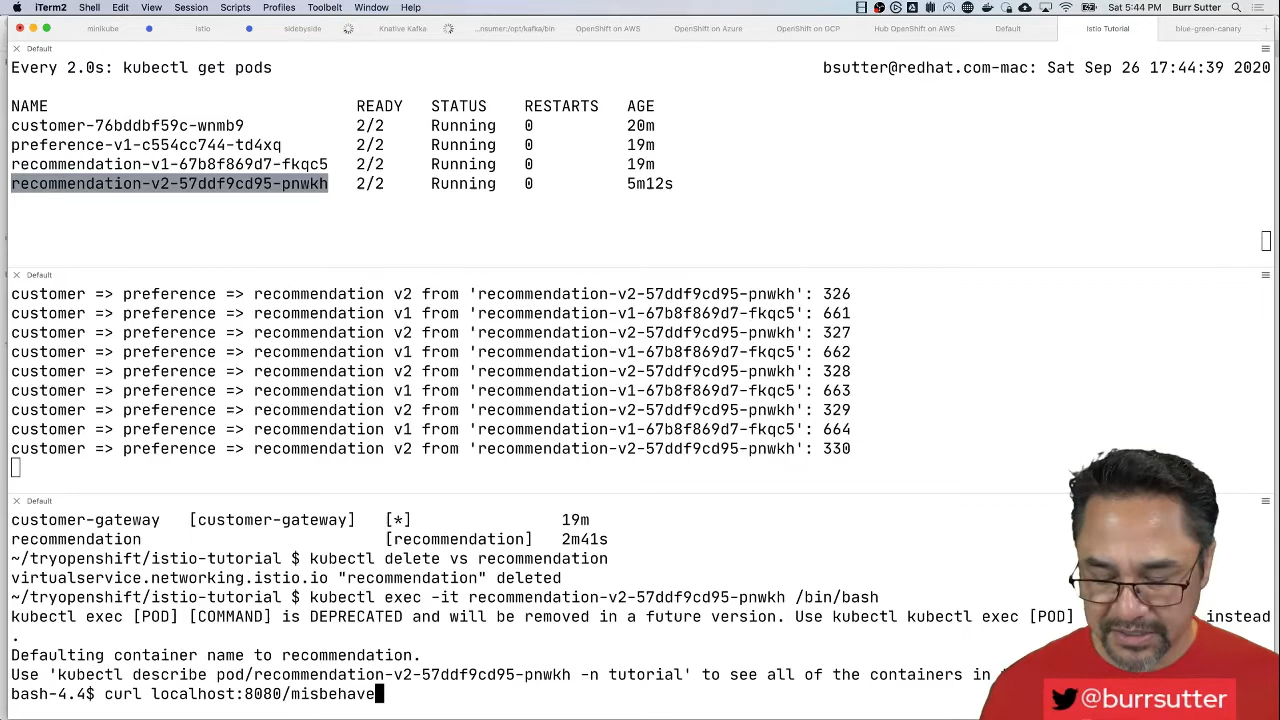 iTerm2 Shell Edit View Session Scripts Profiles Toolbelt Window Help Sat 5:44 PM Burr Sutter
minikube istio sidebyside Knative Kafka ...nsumer:/opt/kafka/bin OpenShift on AWS OpenShift on Azure OpenShift on GCP Hub OpenShift on AWS Default Istio Tutorial blue-green-canary
Default
Every 2.0s: kubectl get pods bsutter@redhat.com-mac: Sat Sep 26 17:44:39 2020
NAME READY STATUS RESTARTS AGE
customer-76bddbf59c-wnmb9 2/2 Running 0 20m
preference-v1-c554cc744-td4xq 2/2 Running 0 19m
recommendation-v1-67b8f869d7-fkqc5 2/2 Running 0 19m
recommendation-v2-57ddf9cd95-pnwkh 2/2 Running 0 5m12s
Default
customer => preference => recommendation v2 from 'recommendation-v2-57ddf9cd95-pnwkh': 326
customer => preference => recommendation v1 from 'recommendation-v1-67b8f869d7-fkqc5': 661
customer => preference => recommendation v2 from 'recommendation-v2-57ddf9cd95-pnwkh': 327
customer => preference => recommendation v1 from 'recommendation-v1-67b8f869d7-fkqc5': 662
customer => preference => recommendation v2 from 'recommendation-v2-57ddf9cd95-pnwkh': 328
customer => preference => recommendation v1 from 'recommendation-v1-67b8f869d7-fkqc5': 663
customer => preference => recommendation v2 from 'recommendation-v2-57ddf9cd95-pnwkh': 329
customer => preference => recommendation v1 from 'recommendation-v1-67b8f869d7-fkqc5': 664
customer => preference => recommendation v2 from 'recommendation-v2-57ddf9cd95-pnwkh': 330
Default
customer-gateway [customer-gateway] [*] 19m
recommendation [recommendation] 2m41s
~/tryopenshift/istio-tutorial $ kubectl delete vs recommendation
virtualservice.networking.istio.io "recommendation" deleted
~/tryopenshift/istio-tutorial $ kubectl exec -it recommendation-v2-57ddf9cd95-pnwkh /bin/bash
kubectl exec [POD] [COMMAND] is DEPRECATED and will be removed in a future version. Use kubectl kubectl exec [POD] instead
.
Defaulting container name to recommendation.
Use 'kubectl describe pod/recommendation-v2-57ddf9cd95-pnwkh -n tutorial' to see all of the containers in
bash-4.4$ curl localhost:8080/misbehave
@burrsutter